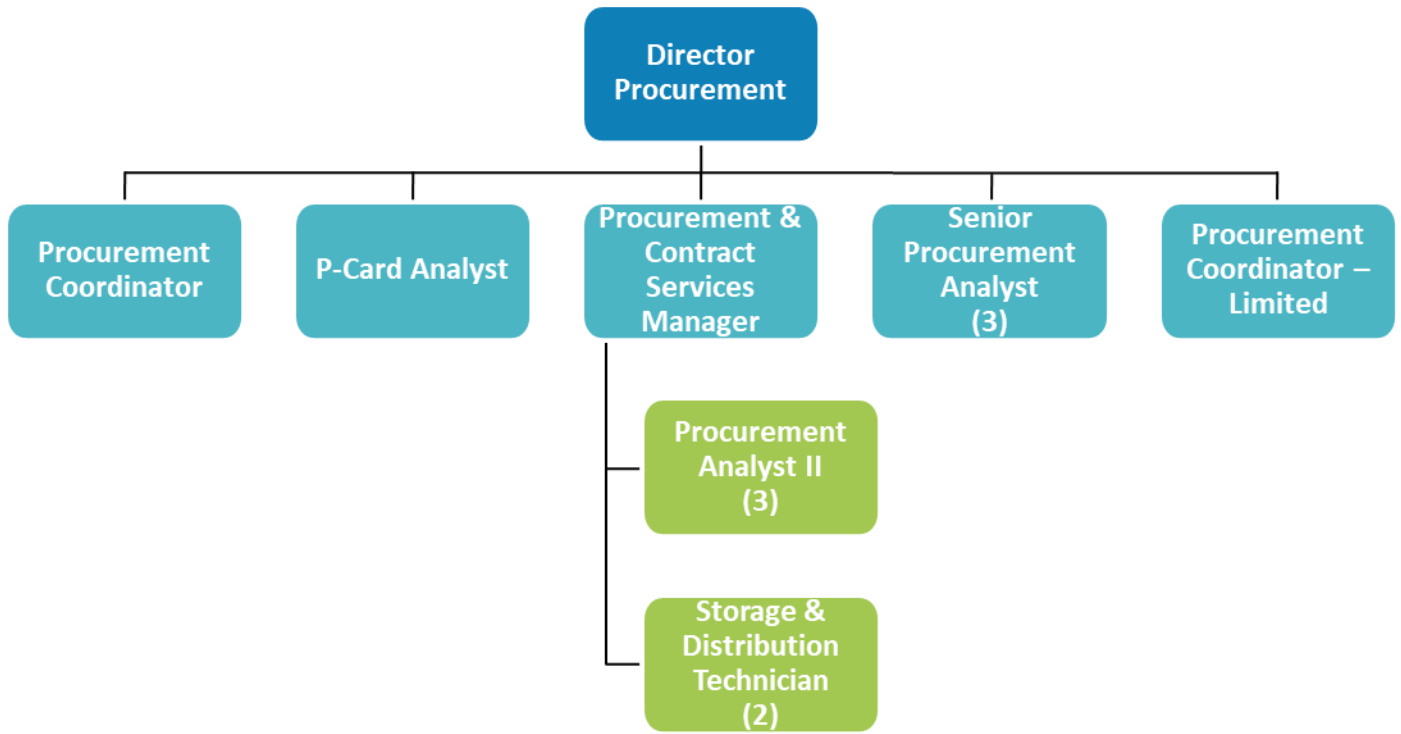 Director
Procurement
Procurement
Coordinator
P-Card Analyst
Procurement &
Contract
Services
Manager
Senior
Procurement
Analyst
(3)
Procurement
Coordinator –
Limited
Procurement
Analyst II
(3)
Storage &
Distribution
Technician
(2)